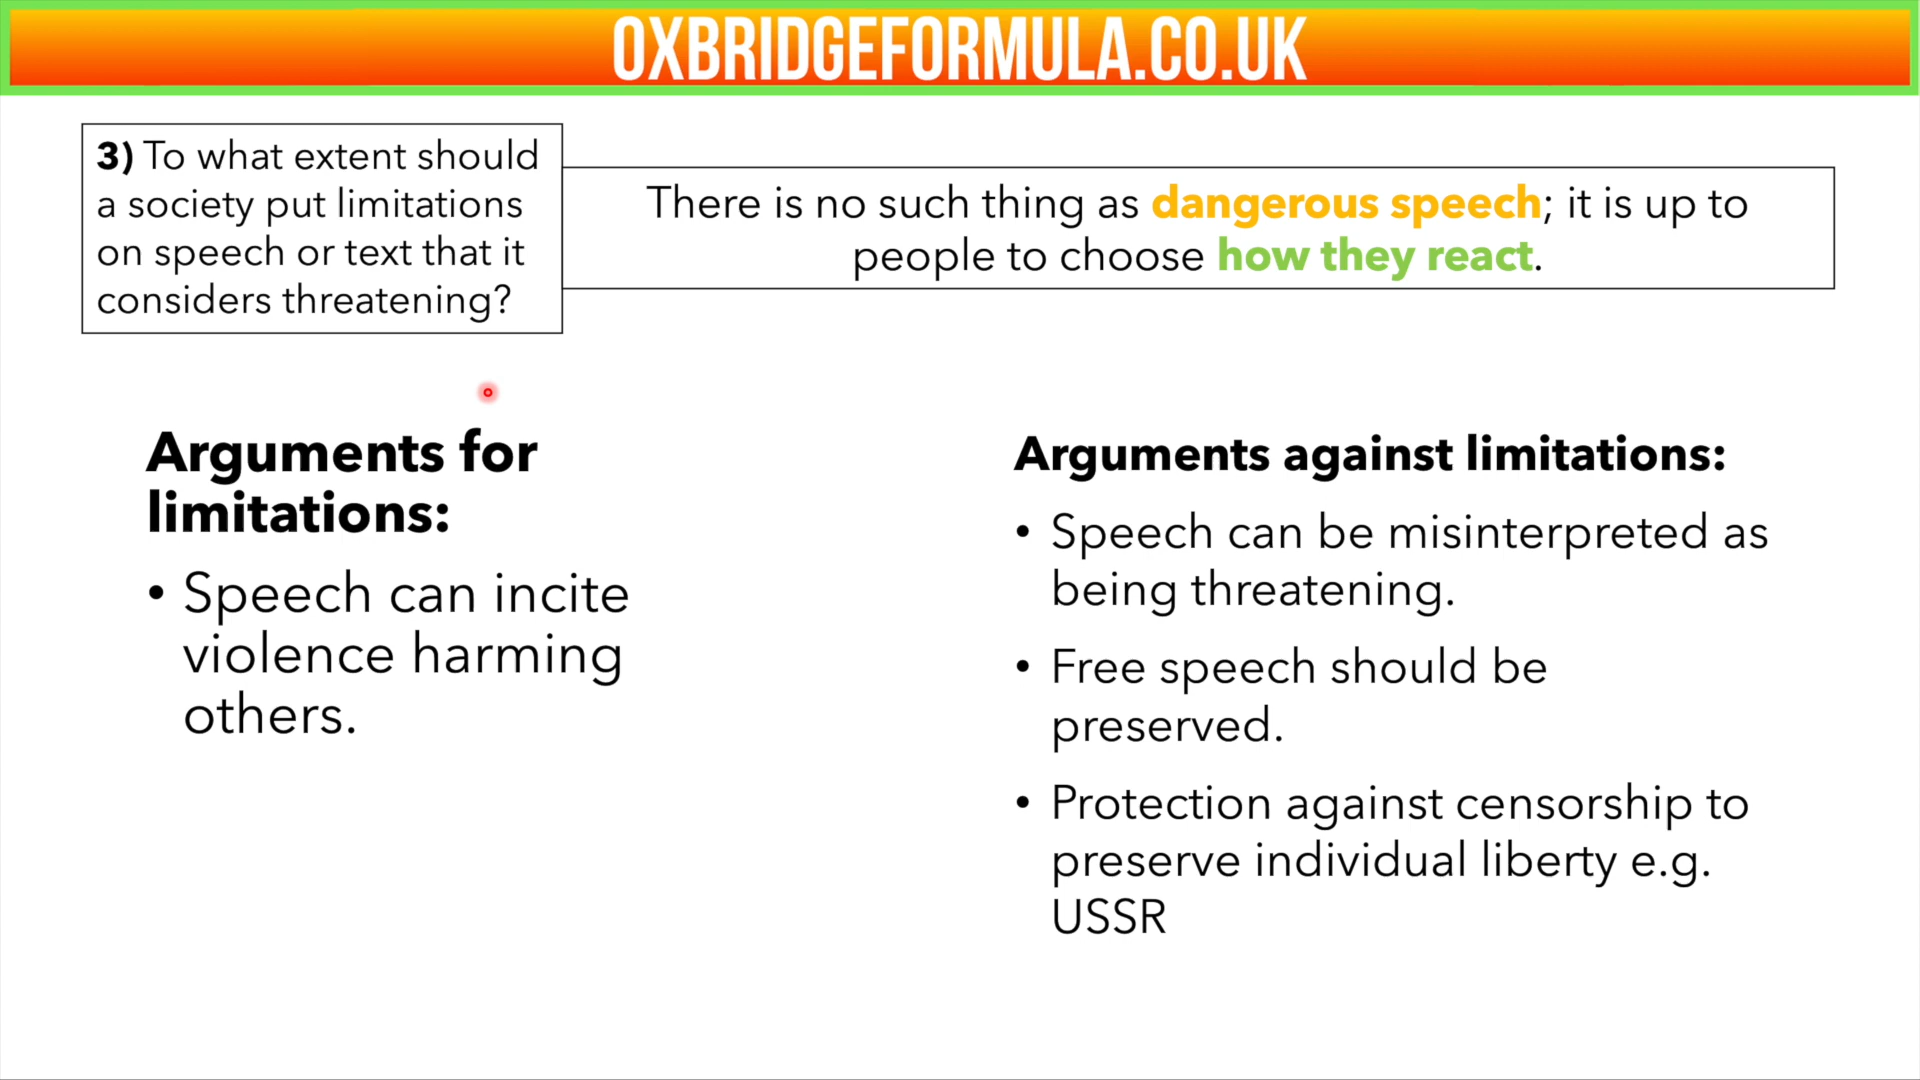 OXBRIDGEFORMULA.CO.UK
3) To what extent should
a society put limitations
on speech or text that it
considers threatening?
There is no such thing as dangerous speech; it is up to
people to choose how they react.
Arguments for
limitations:
• Speech can incite
violence harming
others.
Arguments against limitations:
• Speech can be misinterpreted as
being threatening.
• Free speech should be
preserved.
• Protection against censorship to
preserve individual liberty e.g.
USSR